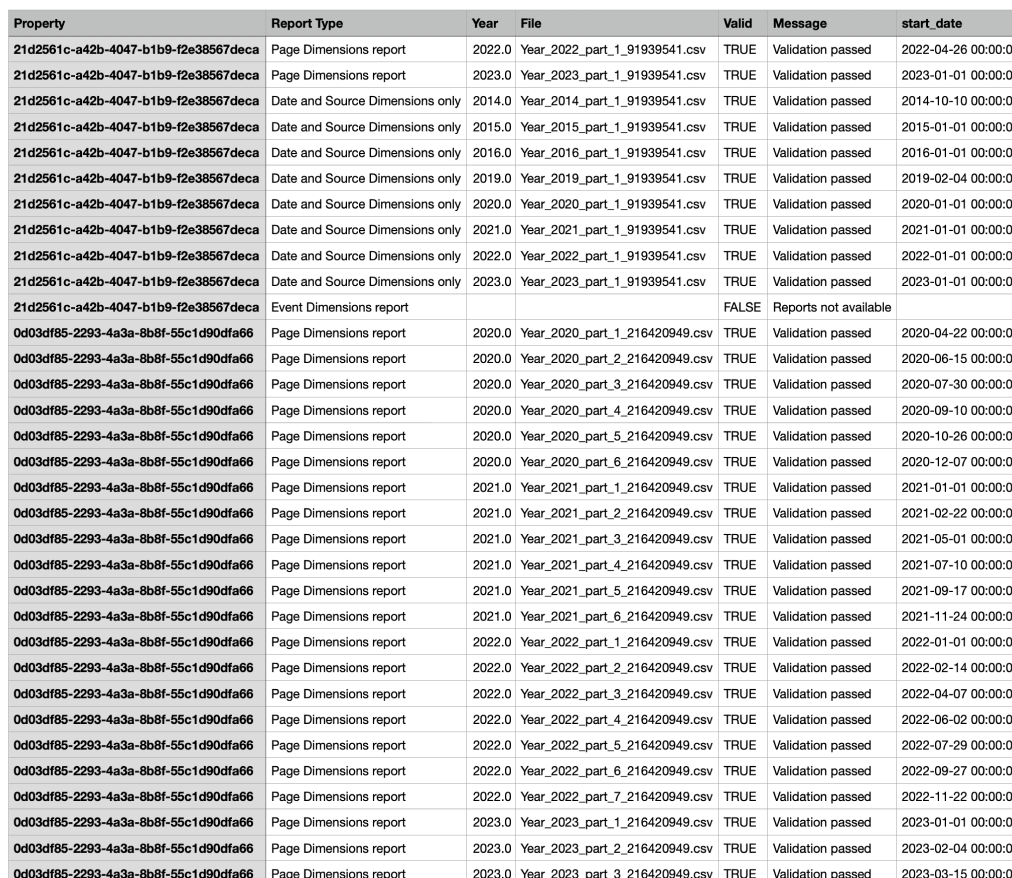 Property Report Type Year File Valid Message start_date
21d2561c-a42b-4047-b1b9-f2e38567deca Page Dimensions report 2022.0 Year_2022_part_1_91939541.csv TRUE Validation passed 2022-04-26 00:00:0
21d2561c-a42b-4047-b1b9-f2e38567deca Page Dimensions report 2023.0 Year_2023_part_1_91939541.csv TRUE Validation passed 2023-01-01 00:00:0
21d2561c-a42b-4047-b1b9-f2e38567deca Date and Source Dimensions only 2014.0 Year_2014_part_1_91939541.csv TRUE Validation passed 2014-10-10 00:00:0
21d2561c-a42b-4047-b1b9-f2e38567deca Date and Source Dimensions only 2015.0 Year_2015_part_1_91939541.csv TRUE Validation passed 2015-01-01 00:00:0
21d2561c-a42b-4047-b1b9-f2e38567deca Date and Source Dimensions only 2016.0 Year_2016_part_1_91939541.csv TRUE Validation passed 2016-01-01 00:00:0
21d2561c-a42b-4047-b1b9-f2e38567deca Date and Source Dimensions only 2019.0 Year_2019_part_1_91939541.csv TRUE Validation passed 2019-02-04 00:00:0
21d2561c-a42b-4047-b1b9-f2e38567deca Date and Source Dimensions only 2020.0 Year_2020_part_1_91939541.csv TRUE Validation passed 2020-01-01 00:00:0
21d2561c-a42b-4047-b1b9-f2e38567deca Date and Source Dimensions only 2021.0 Year_2021_part_1_91939541.csv TRUE Validation passed 2021-01-01 00:00:0
21d2561c-a42b-4047-b1b9-f2e38567deca Date and Source Dimensions only 2022.0 Year_2022_part_1_91939541.csv TRUE Validation passed 2022-01-01 00:00:0
21d2561c-a42b-4047-b1b9-f2e38567deca Date and Source Dimensions only 2023.0 Year_2023_part_1_91939541.csv TRUE Validation passed 2023-01-01 00:00:0
21d2561c-a42b-4047-b1b9-f2e38567deca Event Dimensions report FALSE Reports not available
0d03df85-2293-4a3a-8b8f-55c1d90dfa66 Page Dimensions report 2020.0 Year_2020_part_1_216420949.csv TRUE Validation passed 2020-04-22 00:00:0
0d03df85-2293-4a3a-8b8f-55c1d90dfa66 Page Dimensions report 2020.0 Year_2020_part_2_216420949.csv TRUE Validation passed 2020-06-15 00:00:0
0d03df85-2293-4a3a-8b8f-55c1d90dfa66 Page Dimensions report 2020.0 Year_2020_part_3_216420949.csv TRUE Validation passed 2020-07-30 00:00:0
0d03df85-2293-4a3a-8b8f-55c1d90dfa66 Page Dimensions report 2020.0 Year_2020_part_4_216420949.csv TRUE Validation passed 2020-09-10 00:00:0
0d03df85-2293-4a3a-8b8f-55c1d90dfa66 Page Dimensions report 2020.0 Year_2020_part_5_216420949.csv TRUE Validation passed 2020-10-26 00:00:0
0d03df85-2293-4a3a-8b8f-55c1d90dfa66 Page Dimensions report 2020.0 Year_2020_part_6_216420949.csv TRUE Validation passed 2020-12-07 00:00:0
0d03df85-2293-4a3a-8b8f-55c1d90dfa66 Page Dimensions report 2021.0 Year_2021_part_1_216420949.csv TRUE Validation passed 2021-01-01 00:00:0
0d03df85-2293-4a3a-8b8f-55c1d90dfa66 Page Dimensions report 2021.0 Year_2021_part_2_216420949.csv TRUE Validation passed 2021-02-22 00:00:0
0d03df85-2293-4a3a-8b8f-55c1d90dfa66 Page Dimensions report 2021.0 Year_2021_part_3_216420949.csv TRUE Validation passed 2021-05-01 00:00:0
0d03df85-2293-4a3a-8b8f-55c1d90dfa66 Page Dimensions report 2021.0 Year_2021_part_4_216420949.csv TRUE Validation passed 2021-07-10 00:00:0
0d03df85-2293-4a3a-8b8f-55c1d90dfa66 Page Dimensions report 2021.0 Year_2021_part_5_216420949.csv TRUE Validation passed 2021-09-17 00:00:0
0d03df85-2293-4a3a-8b8f-55c1d90dfa66 Page Dimensions report 2021.0 Year_2021_part_6_216420949.csv TRUE Validation passed 2021-11-24 00:00:0
0d03df85-2293-4a3a-8b8f-55c1d90dfa66 Page Dimensions report 2022.0 Year_2022_part_1_216420949.csv TRUE Validation passed 2022-01-01 00:00:0
0d03df85-2293-4a3a-8b8f-55c1d90dfa66 Page Dimensions report 2022.0 Year_2022_part_2_216420949.csv TRUE Validation passed 2022-02-14 00:00:0
0d03df85-2293-4a3a-8b8f-55c1d90dfa66 Page Dimensions report 2022.0 Year_2022_part_3_216420949.csv TRUE Validation passed 2022-04-07 00:00:0
0d03df85-2293-4a3a-8b8f-55c1d90dfa66 Page Dimensions report 2022.0 Year_2022_part_4_216420949.csv TRUE Validation passed 2022-06-02 00:00:0
0d03df85-2293-4a3a-8b8f-55c1d90dfa66 Page Dimensions report 2022.0 Year_2022_part_5_216420949.csv TRUE Validation passed 2022-07-29 00:00:0
0d03df85-2293-4a3a-8b8f-55c1d90dfa66 Page Dimensions report 2022.0 Year_2022_part_6_216420949.csv TRUE Validation passed 2022-09-27 00:00:0
0d03df85-2293-4a3a-8b8f-55c1d90dfa66 Page Dimensions report 2022.0 Year_2022_part_7_216420949.csv TRUE Validation passed 2022-11-22 00:00:0
0d03df85-2293-4a3a-8b8f-55c1d90dfa66 Page Dimensions report 2023.0 Year_2023_part_1_216420949.csv TRUE Validation passed 2023-01-01 00:00:0
0d03df85-2293-4a3a-8b8f-55c1d90dfa66 Page Dimensions report 2023.0 Year_2023_part_2_216420949.csv TRUE Validation passed 2023-02-04 00:00:0
0d03df85-2293-4a3a-8b8f-55c1d90dfa66 Page Dimensions report 2023.0 Year_2023_part_3_216420949.csv TRUE Validation passed 2023-03-15 00:00:0